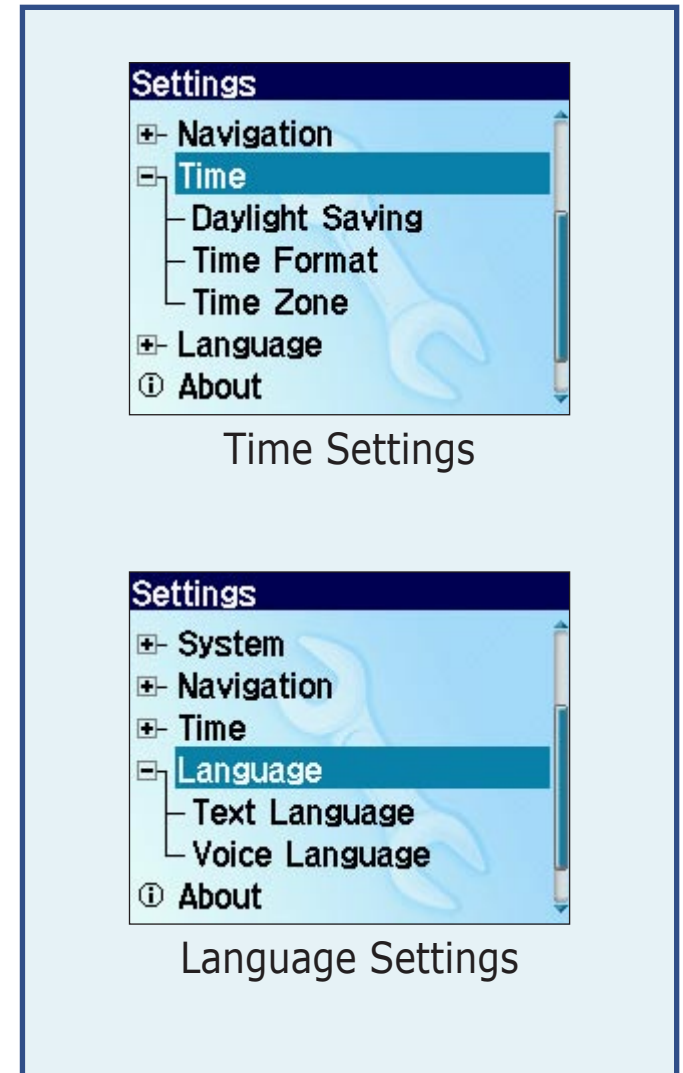 Settings
Navigation
Time
Daylight Saving
Time Format
Time Zone
Language
About
Time Settings
Settings
System
Navigation
Time
Language
Text Language
Voice Language
About
Language Settings